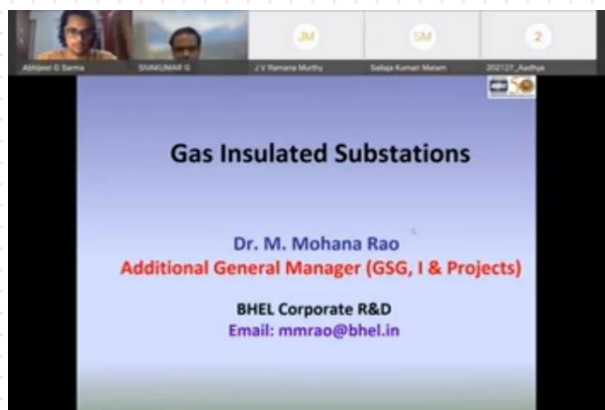 JM
SM
2
Abhijeet G Sarma
SIVAKUMAR G
J V Ramana Murthy
Sailaja Kumari Matam
202127_Aadhya
Gas Insulated Substations
Dr. M. Mohana Rao
Additional General Manager (GSG, I & Projects)
BHEL Corporate R&D
Email: mmrao@bhel.in